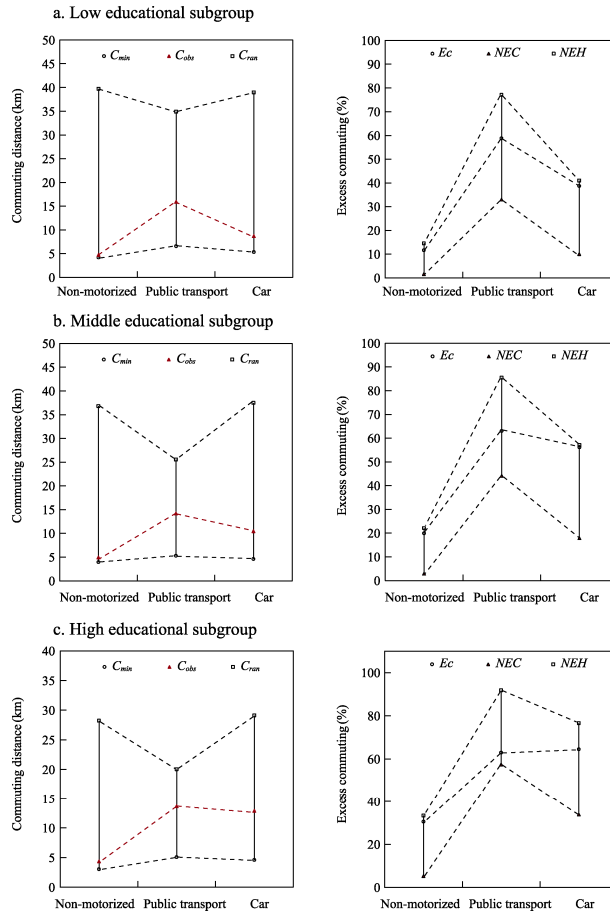 a. Low educational subgroup
Commuting distance (km)
50
45
40
35
30
25
20
15
10
5
0
Cmin Cobs Cran
Non-motorized Public transport Car
Excess commuting (%)
100
90
80
70
60
50
40
30
20
10
0
Ec NEC NEH
Non-motorized Public transport Car
b. Middle educational subgroup
Commuting distance (km)
50
45
40
35
30
25
20
15
10
5
0
Cmin Cobs Cran
Non-motorized Public transport Car
Excess commuting (%)
100
90
80
70
60
50
40
30
20
10
0
Ec NEC NEH
Non-motorized Public transport Car
c. High educational subgroup
Commuting distance (km)
40
35
30
25
20
15
10
5
0
Cmin Cobs Cran
Non-motorized Public transport Car
Excess commuting (%)
100
80
60
40
20
0
Ec NEC NEH
Non-motorized Public transport Car